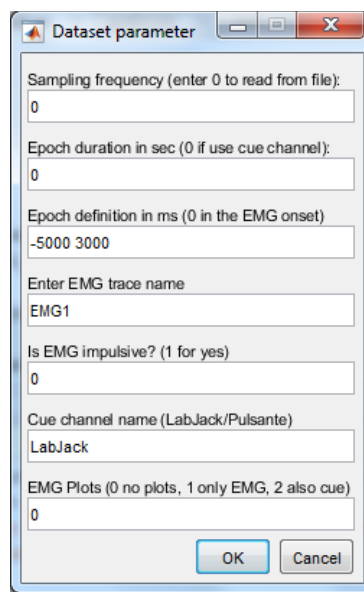 Dataset parameter
Sampling frequency (enter 0 to read from file):
0
Epoch duration in sec (0 if use cue channel):
0
Epoch definition in ms (0 in the EMG onset)
-5000 3000
Enter EMG trace name
EMG1
Is EMG impulsive? (1 for yes)
0
Cue channel name (LabJack/Pulsante)
LabJack
EMG Plots (0 no plots, 1 only EMG, 2 also cue)
0
OK Cancel